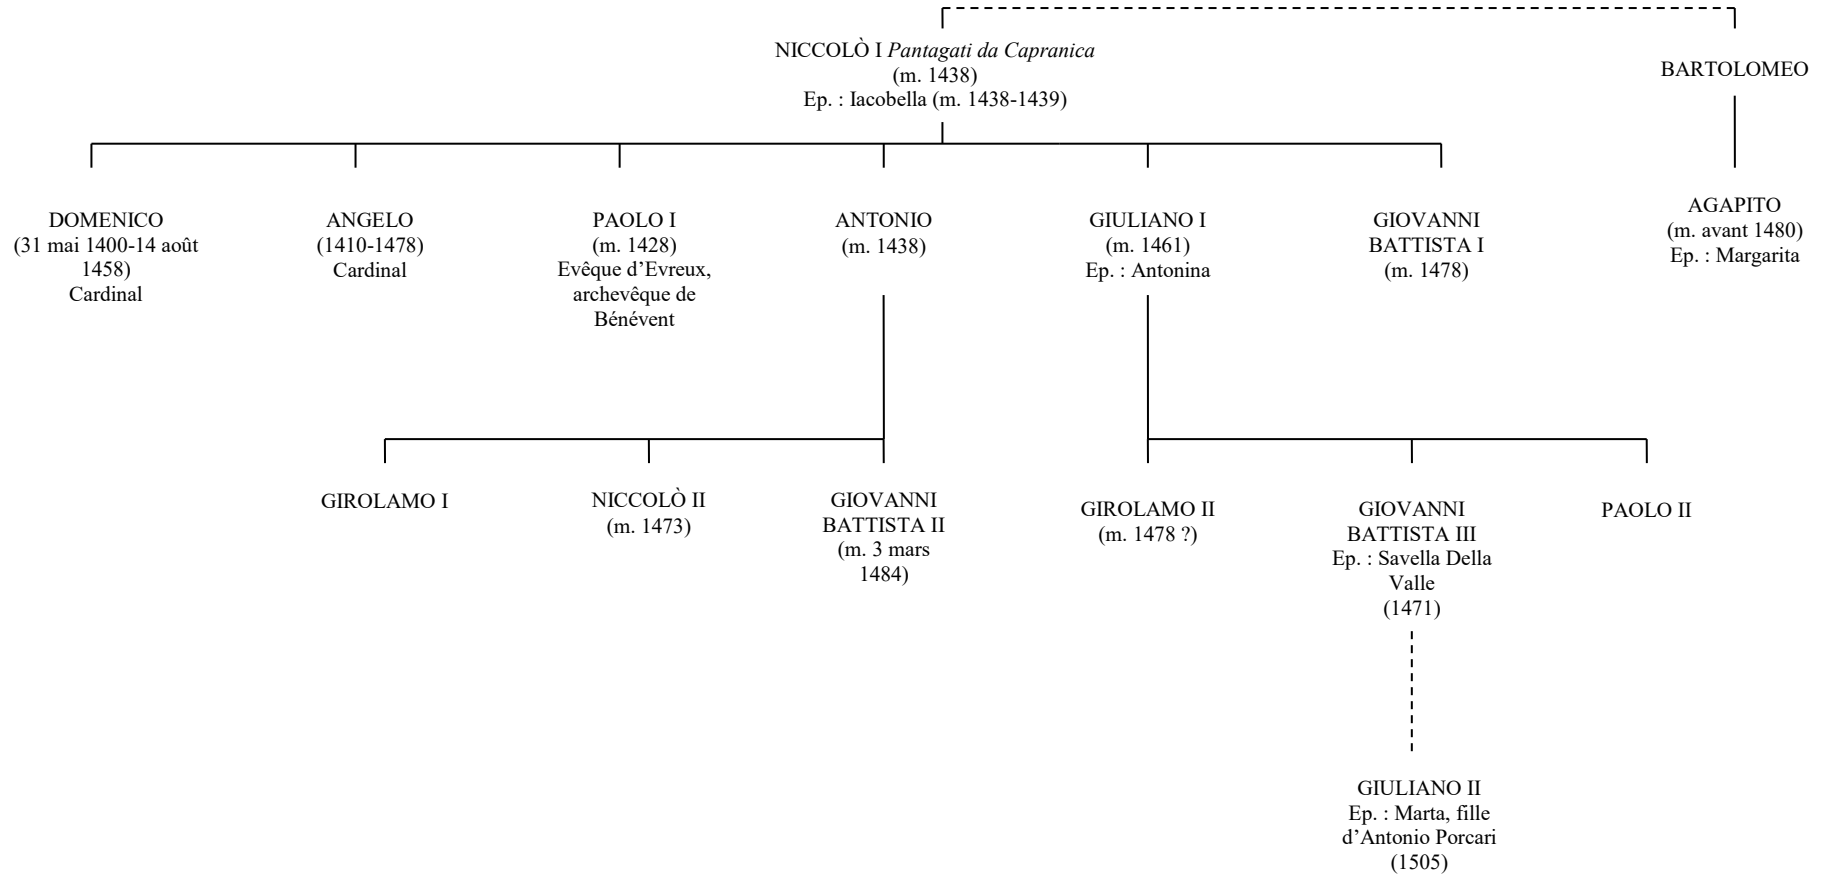 NICCOLÒ I Pantagati da Capranica
(m. 1438)
Ep. : Iacobella (m. 1438-1439)
BARTOLOMEO
DOMENICO
(31 mai 1400-14 août
1458)
Cardinal
ANGELO
(1410-1478)
Cardinal
PAOLO I
(m. 1428)
Evêque d’Evreux,
archevêque de
Bénévent
ANTONIO
(m. 1438)
GIULIANO I
(m. 1461)
Ep. : Antonina
GIOVANNI
BATTISTA I
(m. 1478)
AGAPITO
(m. avant 1480)
Ep. : Margarita
GIROLAMO I
NICCOLÒ II
(m. 1473)
GIOVANNI
BATTISTA II
(m. 3 mars
1484)
GIROLAMO II
(m. 1478 ?)
GIOVANNI
BATTISTA III
Ep. : Savella Della
Valle
(1471)
PAOLO II
GIULIANO II
Ep. : Marta, fille
d’Antonio Porcari
(1505)